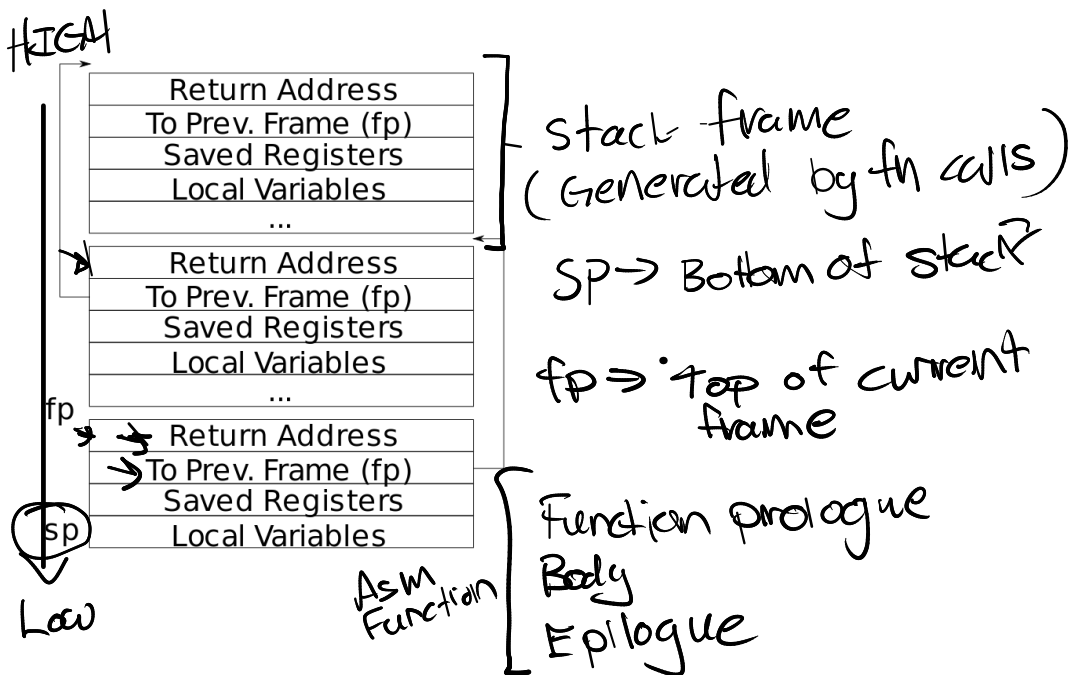 HIGH
Return Address
To Prev. Frame (fp)
Saved Registers
Local Variables
...
Return Address
To Prev. Frame (fp)
Saved Registers
Local Variables
...
fp
Return Address
To Prev. Frame (fp)
Saved Registers
sp
Local Variables
Low
Stack frame
(Generated by fn calls)
SP → Bottom of stack
fp ⇒ Top of current
frame
Asm
Function
Function prologue
Body
Epilogue